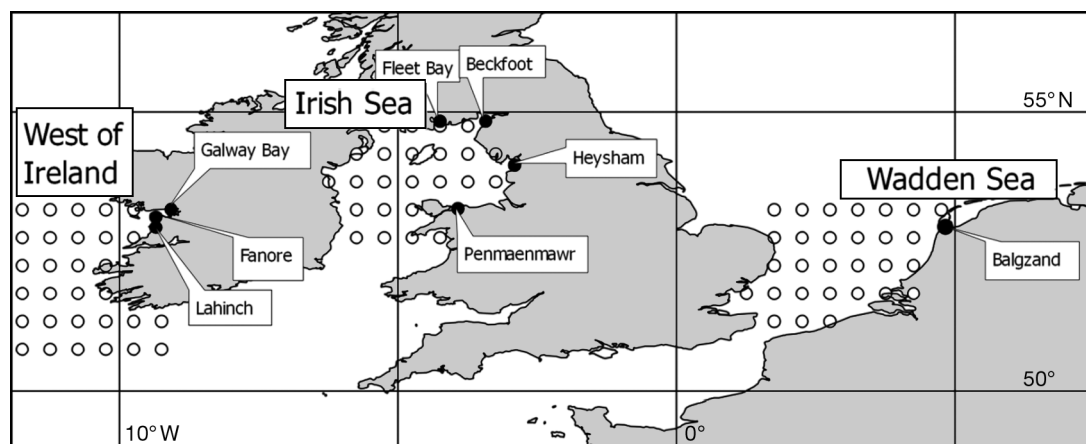 Fleet Bay
Beckfoot
Irish Sea
55°N
West of
Ireland
Galway Bay
Heysham
Wadden Sea
Fanore
Penmaenmawr
Balgzand
Lahinch
50°
10°W
0°